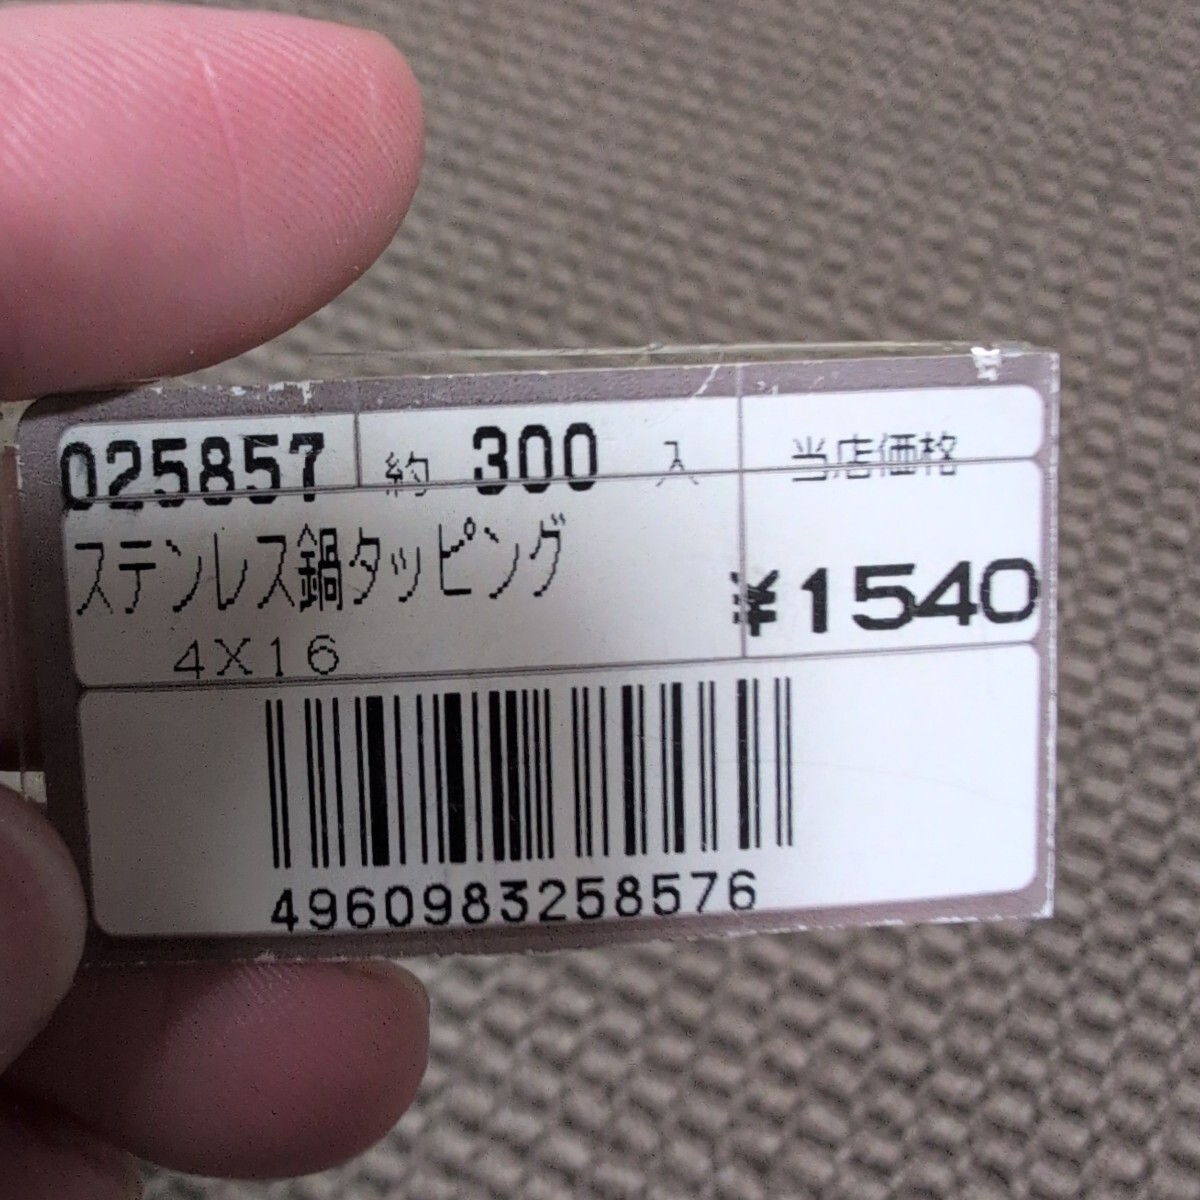 025857 約 300 入 当店価格
ステンレス鍋タッピング
¥1540
4X16
4960983258576